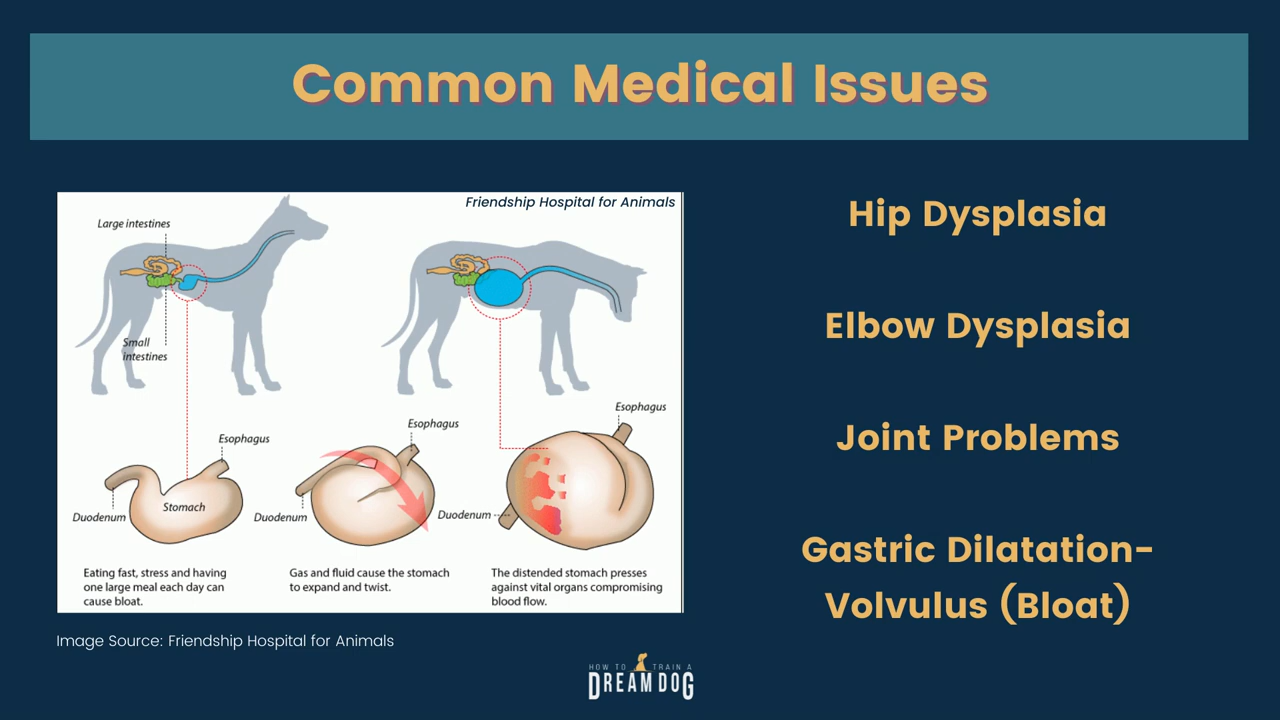 Common Medical Issues
Friendship Hospital for Animals
Large intestines
Small
intestines
Esophagus
Stomach
Duodenum
Esophagus
Duodenum
Esophagus
Duodenum
Eating fast, stress and having
one large meal each day can
cause bloat.
Gas and fluid cause the stomach
to expand and twist.
The distended stomach presses
against vital organs compromising
blood flow.
Image Source: Friendship Hospital for Animals
Hip Dysplasia
Elbow Dysplasia
Joint Problems
Gastric Dilatation-
Volvulus (Bloat)
HOW TO TRAIN A
DREAM DOG